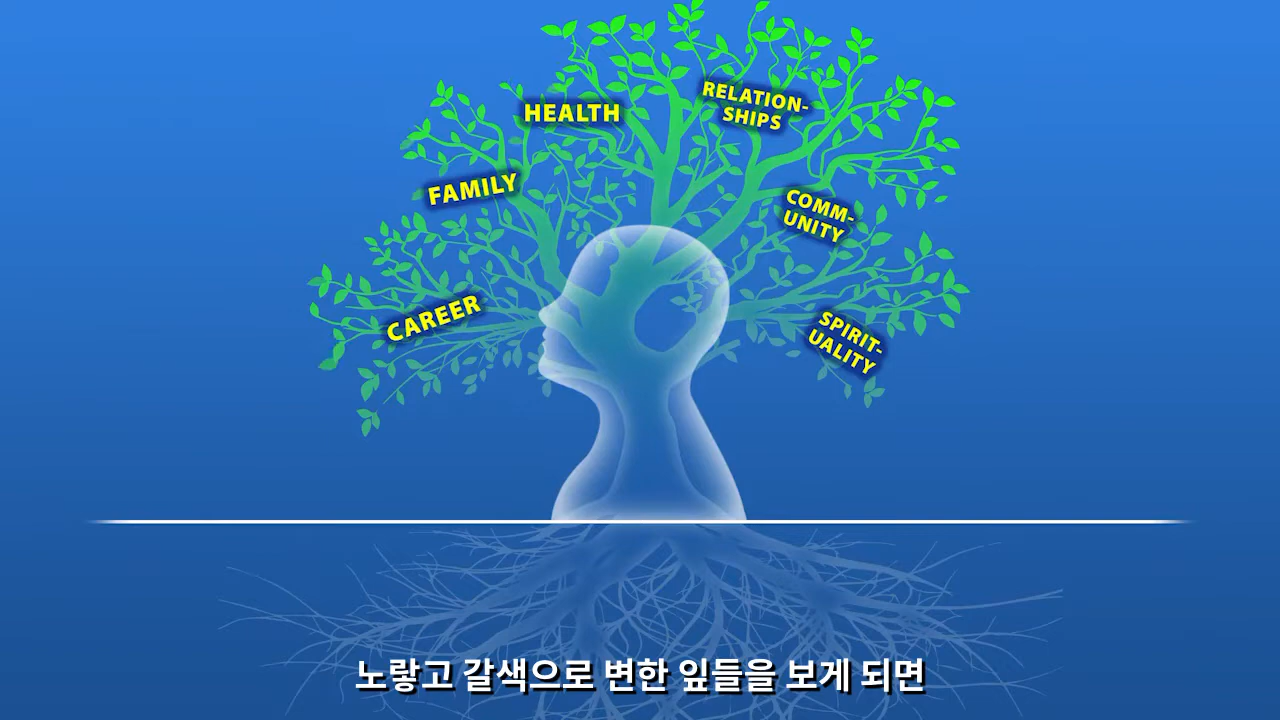 HEALTH
RELATION-
SHIPS
FAMILY
COMM-
UNITY
CAREER
SPIRIT-
UALITY
노랗고 갈색으로 변한 잎들을 보게 되면